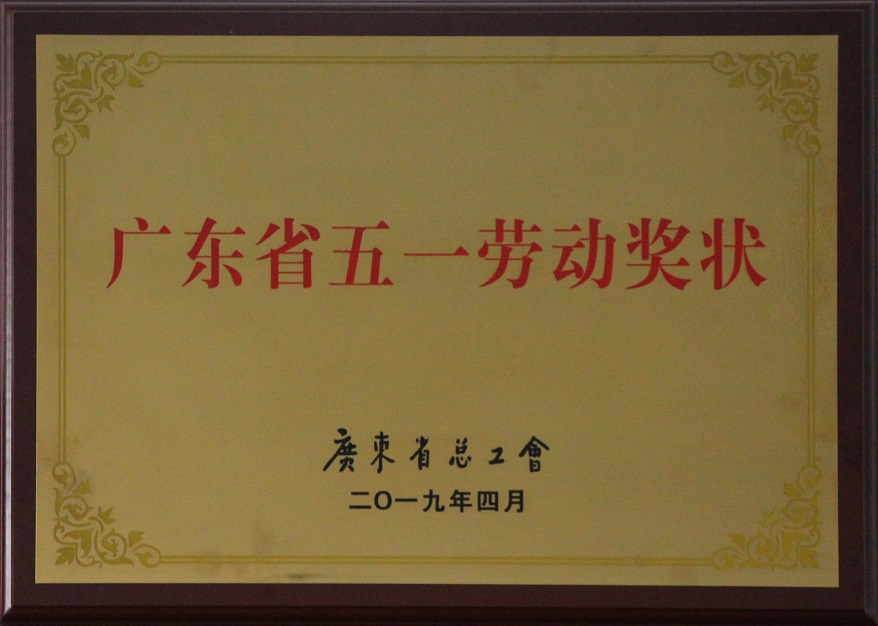 广东省五一劳动奖状
廣東省总工會
二〇一九年四月